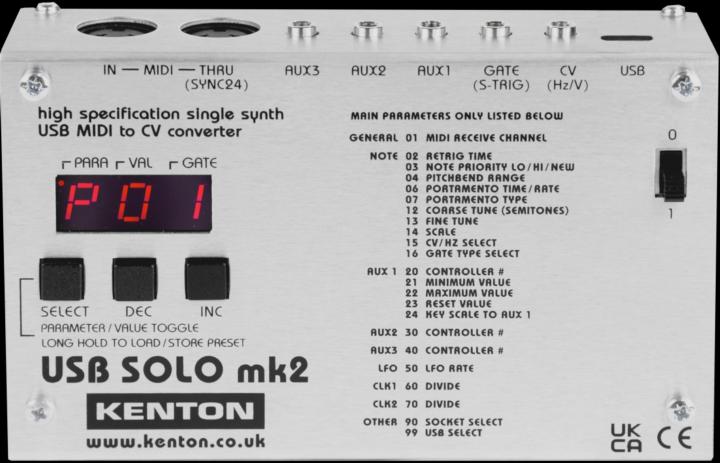 IN — MIDI — THRU
(SYNC24)
AUX3
AUX2
AUX1
GATE
(S-TRIG)
CV
(Hz/V)
USB
high specification single synth
USB MIDI to CV converter
PARA VAL GATE
P01
SELECT DEC INC
PARAMETER/VALUE TOGGLE
LONG HOLD TO LOAD/STORE PRESET
USB SOLO mk2
KENTON
www.kenton.co.uk
MAIN PARAMETERS ONLY LISTED BELOW
GENERAL 01 MIDI RECEIVE CHANNEL
NOTE 02 RETRIG TIME
03 NOTE PRIORITY LO/HI/NEW
04 PITCHBEND RANGE
06 PORTAMENTO TIME/RATE
07 PORTAMENTO TYPE
12 COARSE TUNE (SEMITONES)
13 FINE TUNE
14 SCALE
15 CV/HZ SELECT
16 GATE TYPE SELECT
AUX 1 20 CONTROLLER #
21 MINIMUM VALUE
22 MAXIMUM VALUE
23 RESET VALUE
24 KEY SCALE TO AUX 1
AUX2 30 CONTROLLER #
AUX3 40 CONTROLLER #
LFO 50 LFO RATE
CLK1 60 DIVIDE
CLK2 70 DIVIDE
OTHER 90 SOCKET SELECT
99 USB SELECT
0
1
UK
CA CE